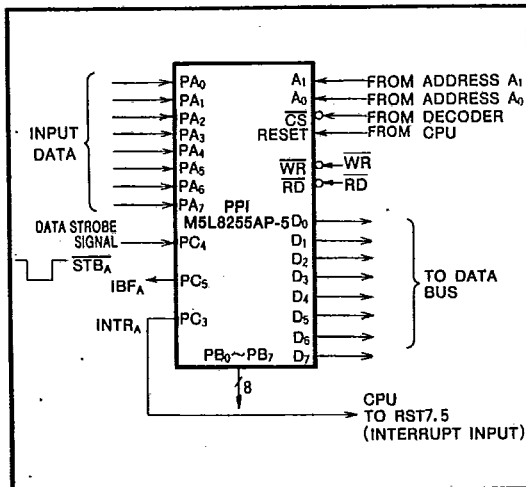 INPUT
DATA
DATA STROBE
SIGNAL
STB_A
IBF_A
INTR_A
PA₀
PA₁
PA₂
PA₃
PA₄
PA₅
PA₆
PA₇
PC₄
PC₅
PC₃
PPI
M5L8255AP-5
PB₀~PB₇
8
A₁
A₀
CS
RESET
WR
RD
D₀
D₁
D₂
D₃
D₄
D₅
D₆
D₇
FROM ADDRESS A₁
FROM ADDRESS A₀
FROM DECODER
FROM CPU
WR
RD
TO DATA
BUS
CPU
TO RST7.5
(INTERRUPT INPUT)